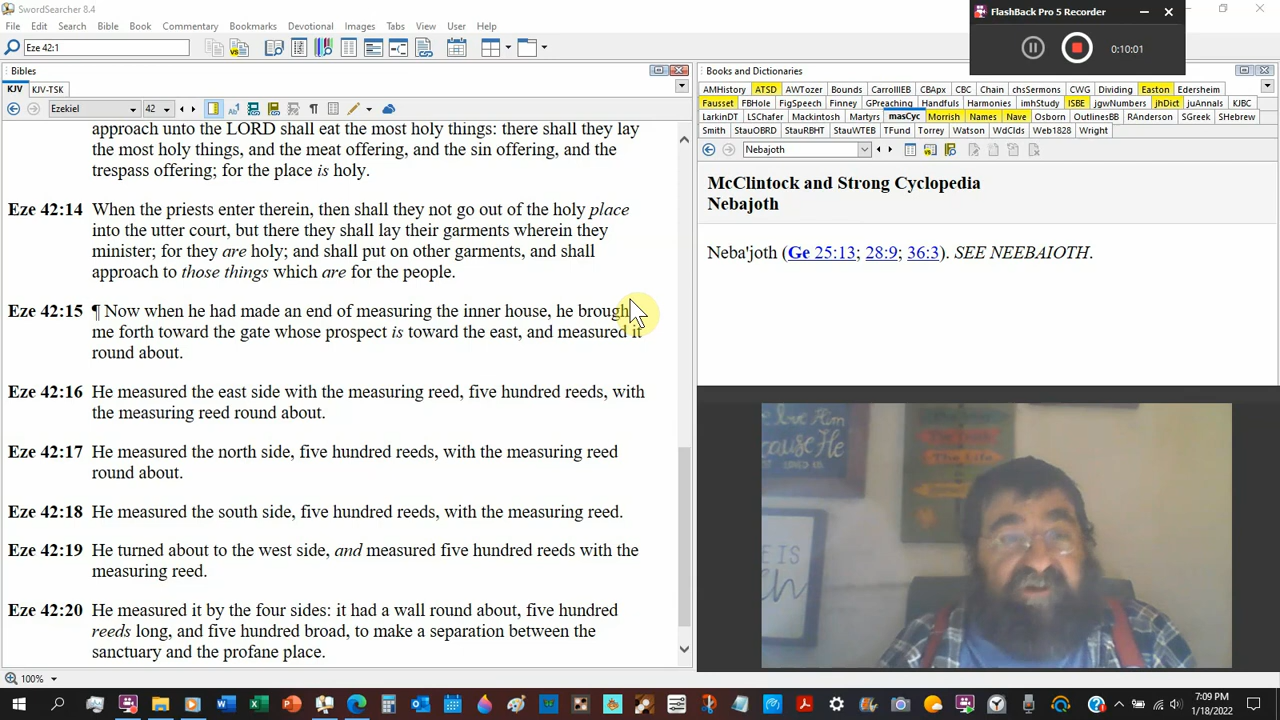 SwordSearcher 8.4
File Edit Search Bible Book Commentary Bookmarks Devotional Images Tabs View User Help
Eze 42:1
FlashBack Pro 5 Recorder
0:10:01
Bibles
KJV KJV-TSK
Ezekiel 42
approach unto the LORD shall eat the most holy things: there shall they lay
the most holy things, and the meat offering, and the sin offering, and the
trespass offering; for the place is holy.
Eze 42:14 When the priests enter therein, then shall they not go out of the holy place
into the utter court, but there they shall lay their garments wherein they
minister; for they are holy; and shall put on other garments, and shall
approach to those things which are for the people.
Eze 42:15 ¶ Now when he had made an end of measuring the inner house, he brough
me forth toward the gate whose prospect is toward the east, and measured it
round about.
Eze 42:16 He measured the east side with the measuring reed, five hundred reeds, with
the measuring reed round about.
Eze 42:17 He measured the north side, five hundred reeds, with the measuring reed
round about.
Eze 42:18 He measured the south side, five hundred reeds, with the measuring reed.
Eze 42:19 He turned about to the west side, and measured five hundred reeds with the
measuring reed.
Eze 42:20 He measured it by the four sides: it had a wall round about, five hundred
reeds long, and five hundred broad, to make a separation between the
sanctuary and the profane place.
100%
Books and Dictionaries
AMHistory ATSD AWTozer Bounds CarrollIEB CBApx CBC Chain chsSermons CWG Dividing Easton Edersheim
Fausset FBHole FigSpeech Finney GPreaching Handfuls Harmonies imhStudy ISBE jgwNumbers jhDict juAnnals KJBC
LarkinDT LSChafer Mackintosh Martyrs masCyc Morrish Names Nave Osborn OutlinesBB RAnderson SGreek SHebrew
Smith StauOBRD StauRBHT StauWTEB TFund Torrey Watson WdClds Web1828 Wright
Nebajoth
McClintock and Strong Cyclopedia
Nebajoth
Neba'joth (Ge 25:13; 28:9; 36:3). SEE NEEBAIOTH.
7:09 PM
1/18/2022